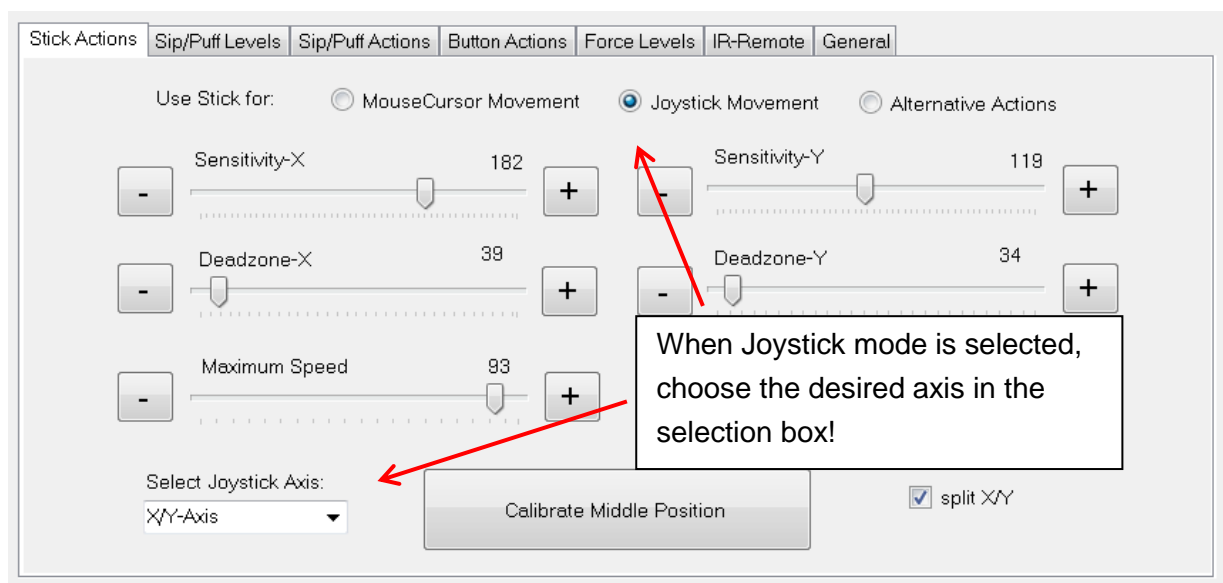 Stick Actions Sip/Puff Levels Sip/Puff Actions Button Actions Force Levels IR-Remote General
Use Stick for: MouseCursor Movement Joystick Movement Alternative Actions
Sensitivity-X 182 Sensitivity-Y 119
- + - +
Deadzone-X 39 Deadzone-Y 34
- + - +
When Joystick mode is selected,
choose the desired axis in the
selection box!
Maximum Speed 93
- +
Select Joystick Axis:
X/Y-Axis
Calibrate Middle Position
split X/Y